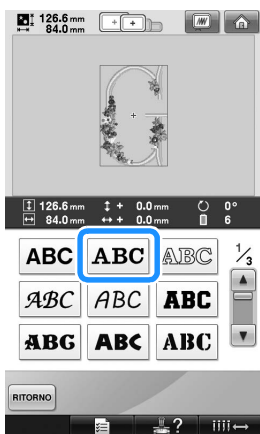 126.6 mm
84.0 mm
126.6 mm + 0.0 mm 0°
84.0 mm + 0.0 mm 6
ABC ABC ABC 1/3
ABC ABC ABC
ABC ABC ABC
RITORNO
?